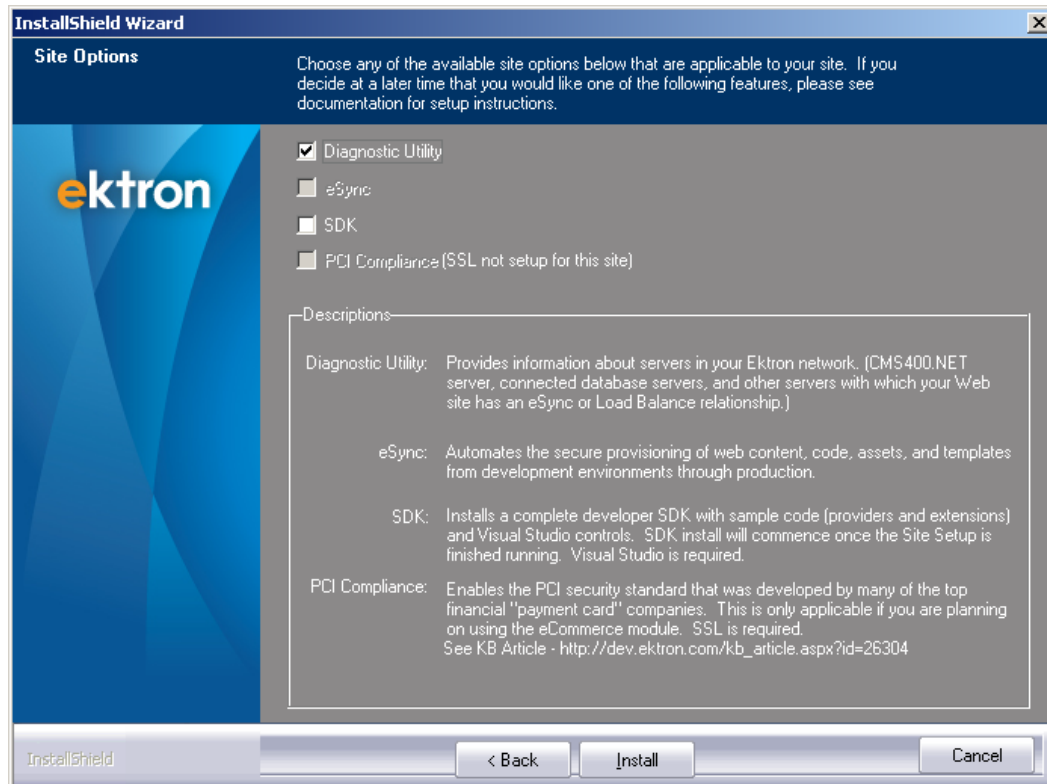 InstallShield Wizard
Site Options
Choose any of the available site options below that are applicable to your site. If you
decide at a later time that you would like one of the following features, please see
documentation for setup instructions.
ektron
Diagnostic Utility
eSync
SDK
PCI Compliance (SSL not setup for this site)
Descriptions
Diagnostic Utility: Provides information about servers in your Ektron network. (CMS400.NET
server, connected database servers, and other servers with which your Web
site has an eSync or Load Balance relationship.)
eSync: Automates the secure provisioning of web content, code, assets, and templates
from development environments through production.
SDK: Installs a complete developer SDK with sample code (providers and extensions)
and Visual Studio controls. SDK install will commence once the Site Setup is
finished running. Visual Studio is required.
PCI Compliance: Enables the PCI security standard that was developed by many of the top
financial "payment card" companies. This is only applicable if you are planning
on using the eCommerce module. SSL is required.
See KB Article - http://dev.ektron.com/kb_article.aspx?id=26304
InstallShield
< Back
Install
Cancel